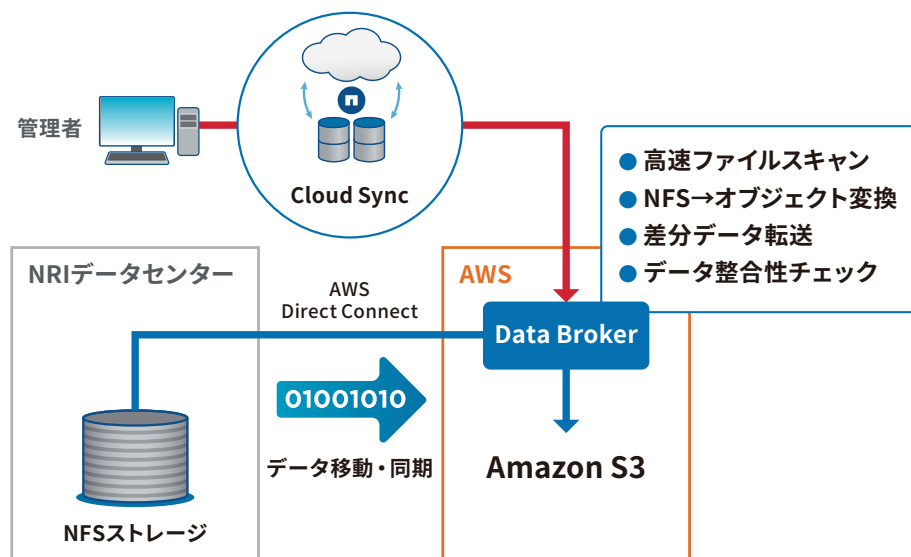 管理者
Cloud Sync
● 高速ファイルスキャン
● NFS→オブジェクト変換
● 差分データ転送
● データ整合性チェック
NRIデータセンター
AWS
Direct Connect
AWS
Data Broker
01001010
データ移動・同期
Amazon S3
NFSストレージ